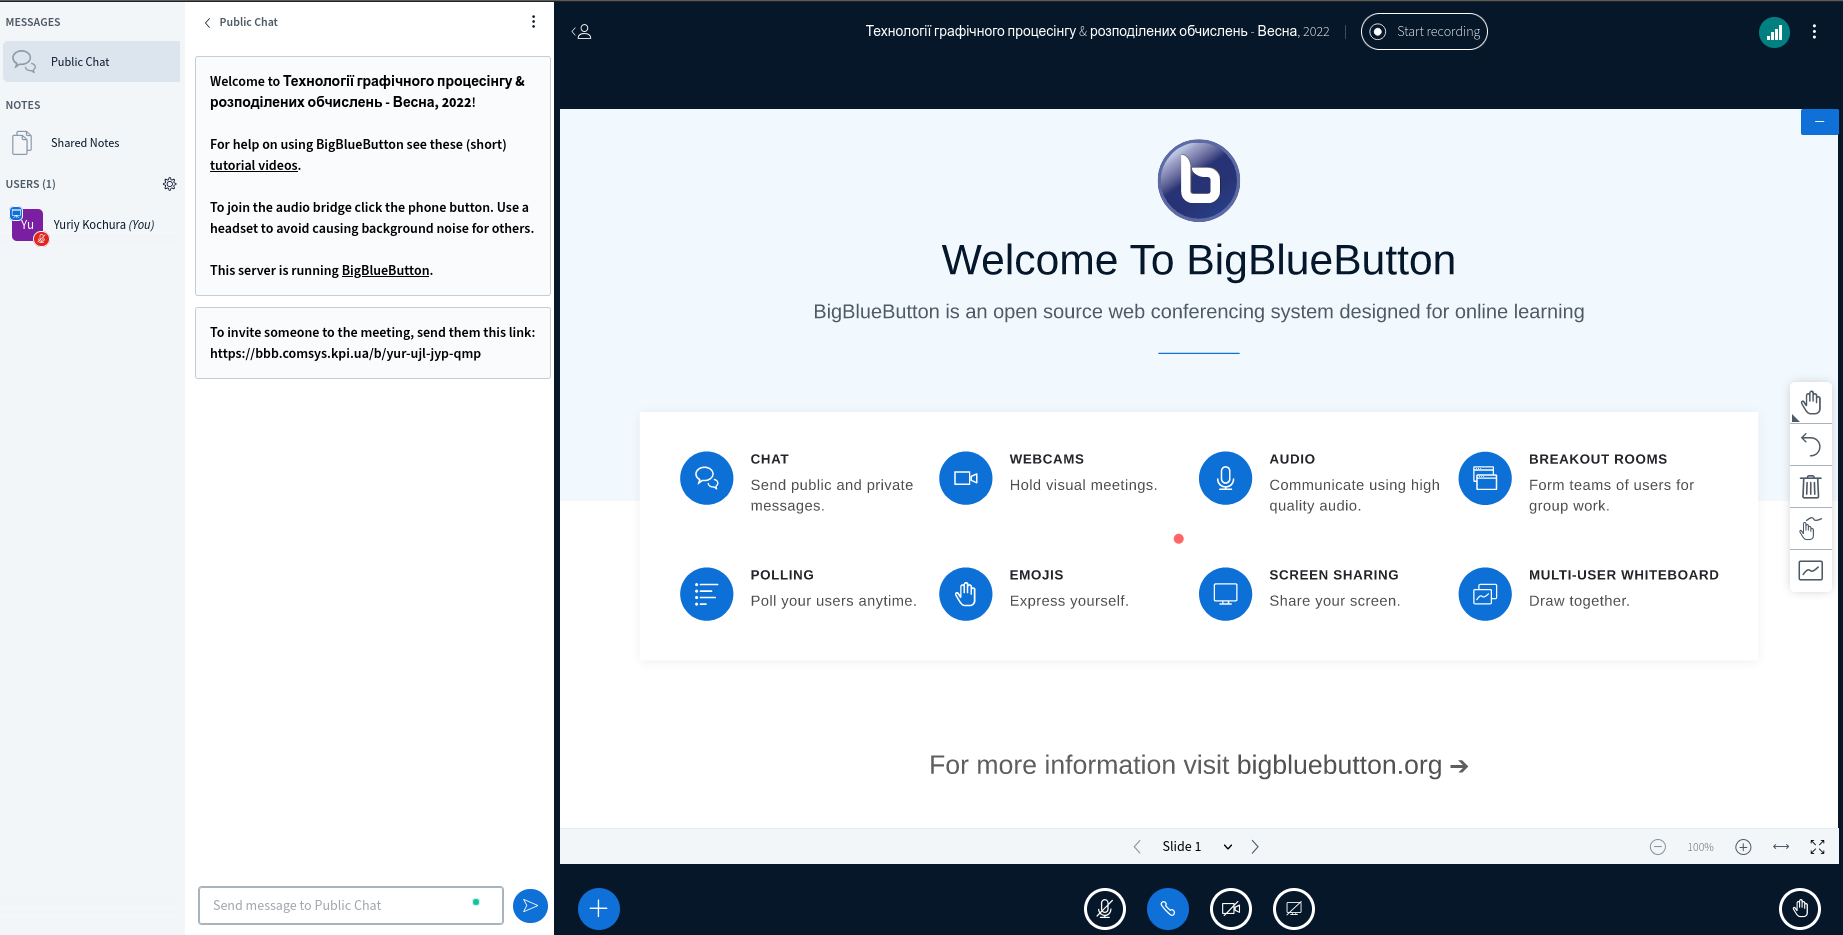 MESSAGES
Public Chat
NOTES
Shared Notes
USERS (1)
Yu
Yuriy Kochura (You)
Public Chat
Welcome to Технології графічного процесінгу &
розподілених обчислень - Весна, 2022!
For help on using BigBlueButton see these (short)
tutorial videos.
To join the audio bridge click the phone button. Use a
headset to avoid causing background noise for others.
This server is running BigBlueButton.
To invite someone to the meeting, send them this link:
https://bbb.comsys.kpi.ua/b/yur-ujl-jyp-qmp
Send message to Public Chat
Технології графічного процесінгу & розподілених обчислень - Весна, 2022
Start recording
Welcome To BigBlueButton
BigBlueButton is an open source web conferencing system designed for online learning
CHAT
Send public and private
messages.
WEBCAMS
Hold visual meetings.
AUDIO
Communicate using high
quality audio.
BREAKOUT ROOMS
Form teams of users for
group work.
POLLING
Poll your users anytime.
EMOJIS
Express yourself.
SCREEN SHARING
Share your screen.
MULTI-USER WHITEBOARD
Draw together.
For more information visit bigbluebutton.org ➔
Slide 1
100%